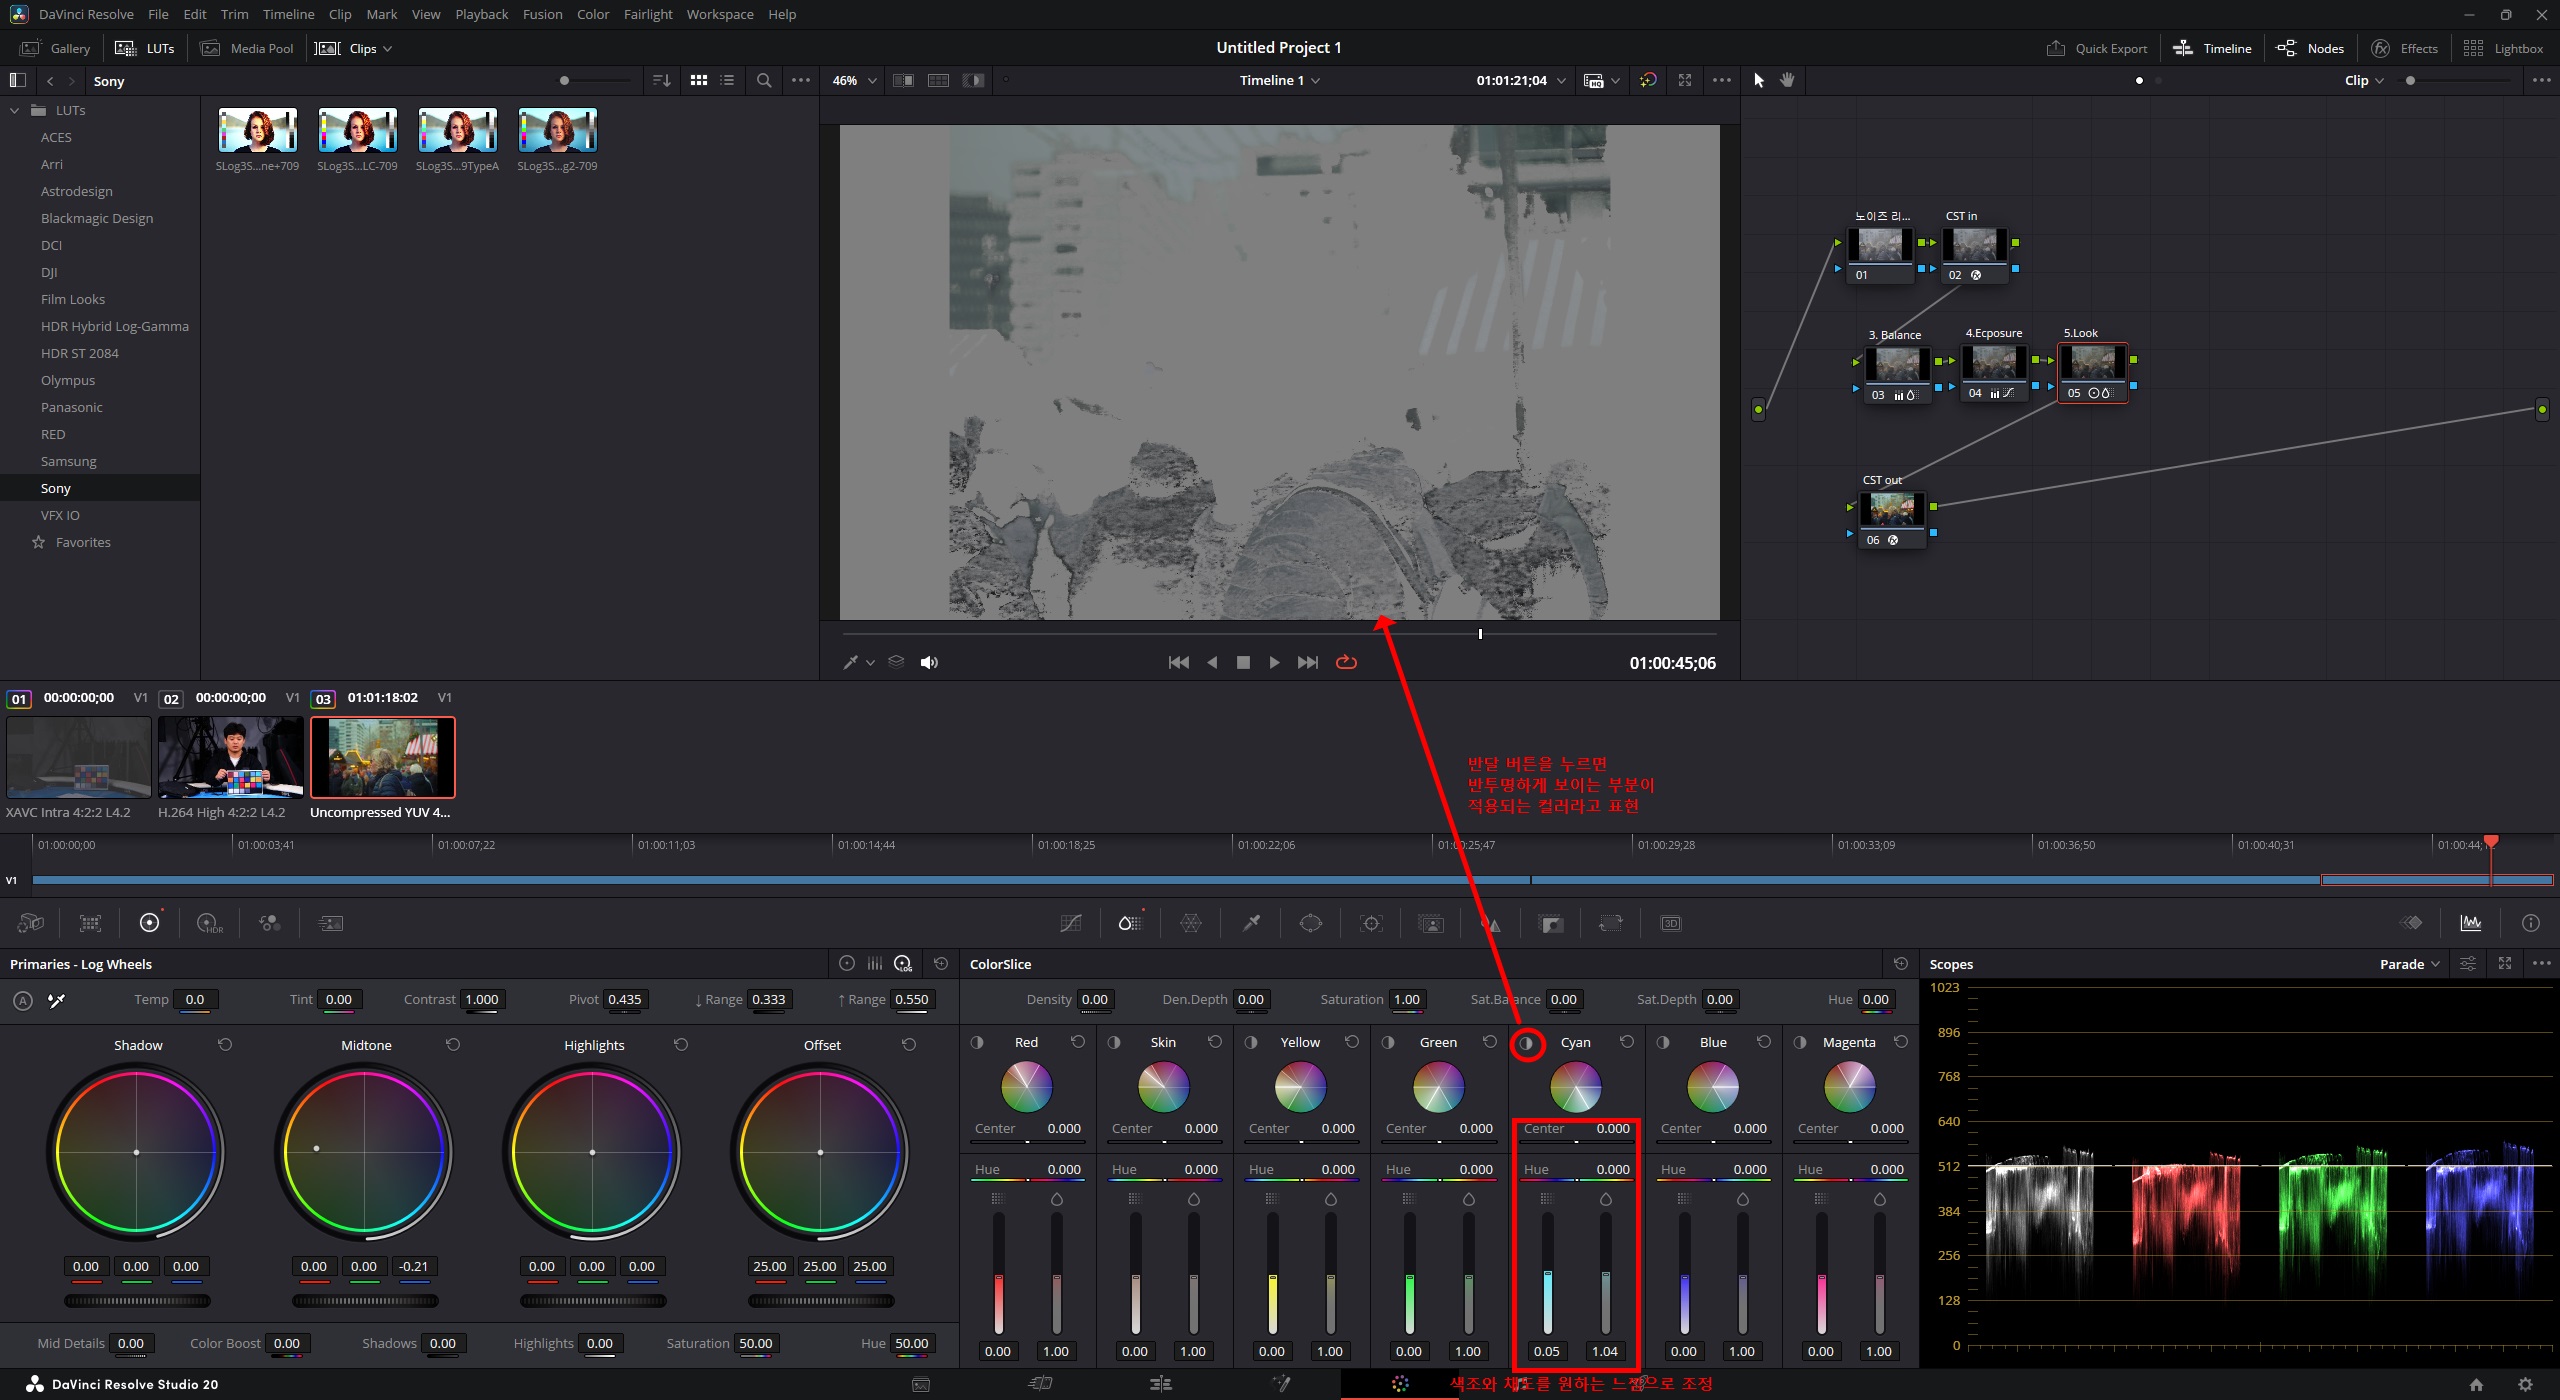 DaVinci Resolve File Edit Trim Timeline Clip Mark View Playback Fusion Color Fairlight Workspace Help
Gallery LUTs Media Pool Clips Untitled Project 1 Quick Export Timeline Nodes Effects Lightbox
Sony 46% Timeline 1 01:01:21;04 Clip
LUTs
ACES
Arri
Astrodesign
Blackmagic Design
DCI
DJI
Film Looks
HDR Hybrid Log-Gamma
HDR ST 2084
Olympus
Panasonic
RED
Samsung
Sony
VFX IO
Favorites
SLog3S...ne+709 SLog3S...LC-709 SLog3S...9TypeA SLog3S...g2-709
노이즈 리... CST in
01 02
3. Balance 4.Ecposure 5.Look
03 04 05
CST out
06
01:00:45;06
01 00:00:00;00 V1 02 00:00:00;00 V1 03 01:01:18:02 V1
XAVC Intra 4:2:2 L4.2 H.264 High 4:2:2 L4.2 Uncompressed YUV 4...
반달 버튼을 누르면
반투명하게 보이는 부분이
적용되는 컬러라고 표현
01:00:00;00 01:00:03;41 01:00:07;22 01:00:11;03 01:00:14;44 01:00:18;25 01:00:22;06 01:00:25;47 01:00:29;28 01:00:33;09 01:00:36;50 01:00:40;31 01:00:44;
V1
HDR 3D
Primaries - Log Wheels LOG
A Temp 0.0 Tint 0.00 Contrast 1.000 Pivot 0.435 ↓ Range 0.333 ↑ Range 0.550
Shadow Midtone Highlights Offset
0.00 0.00 0.00 0.00 0.00 -0.21 0.00 0.00 0.00 25.00 25.00 25.00
Mid Details 0.00 Color Boost 0.00 Shadows 0.00 Highlights 0.00 Saturation 50.00 Hue 50.00
ColorSlice
Density 0.00 Den.Depth 0.00 Saturation 1.00 Sat.Balance 0.00 Sat.Depth 0.00 Hue 0.00
Red Skin Yellow Green Cyan Blue Magenta
Center 0.000 Center 0.000 Center 0.000 Center 0.000 Center 0.000 Center 0.000 Center 0.000
Hue 0.000 Hue 0.000 Hue 0.000 Hue 0.000 Hue 0.000 Hue 0.000 Hue 0.000
0.00 1.00 0.00 1.00 0.00 1.00 0.00 1.00 0.05 1.04 0.00 1.00 0.00 1.00
Scopes Parade
1023
896
768
640
512
384
256
128
0
DaVinci Resolve Studio 20
색조와 채도를 원하는 느낌으로 조정